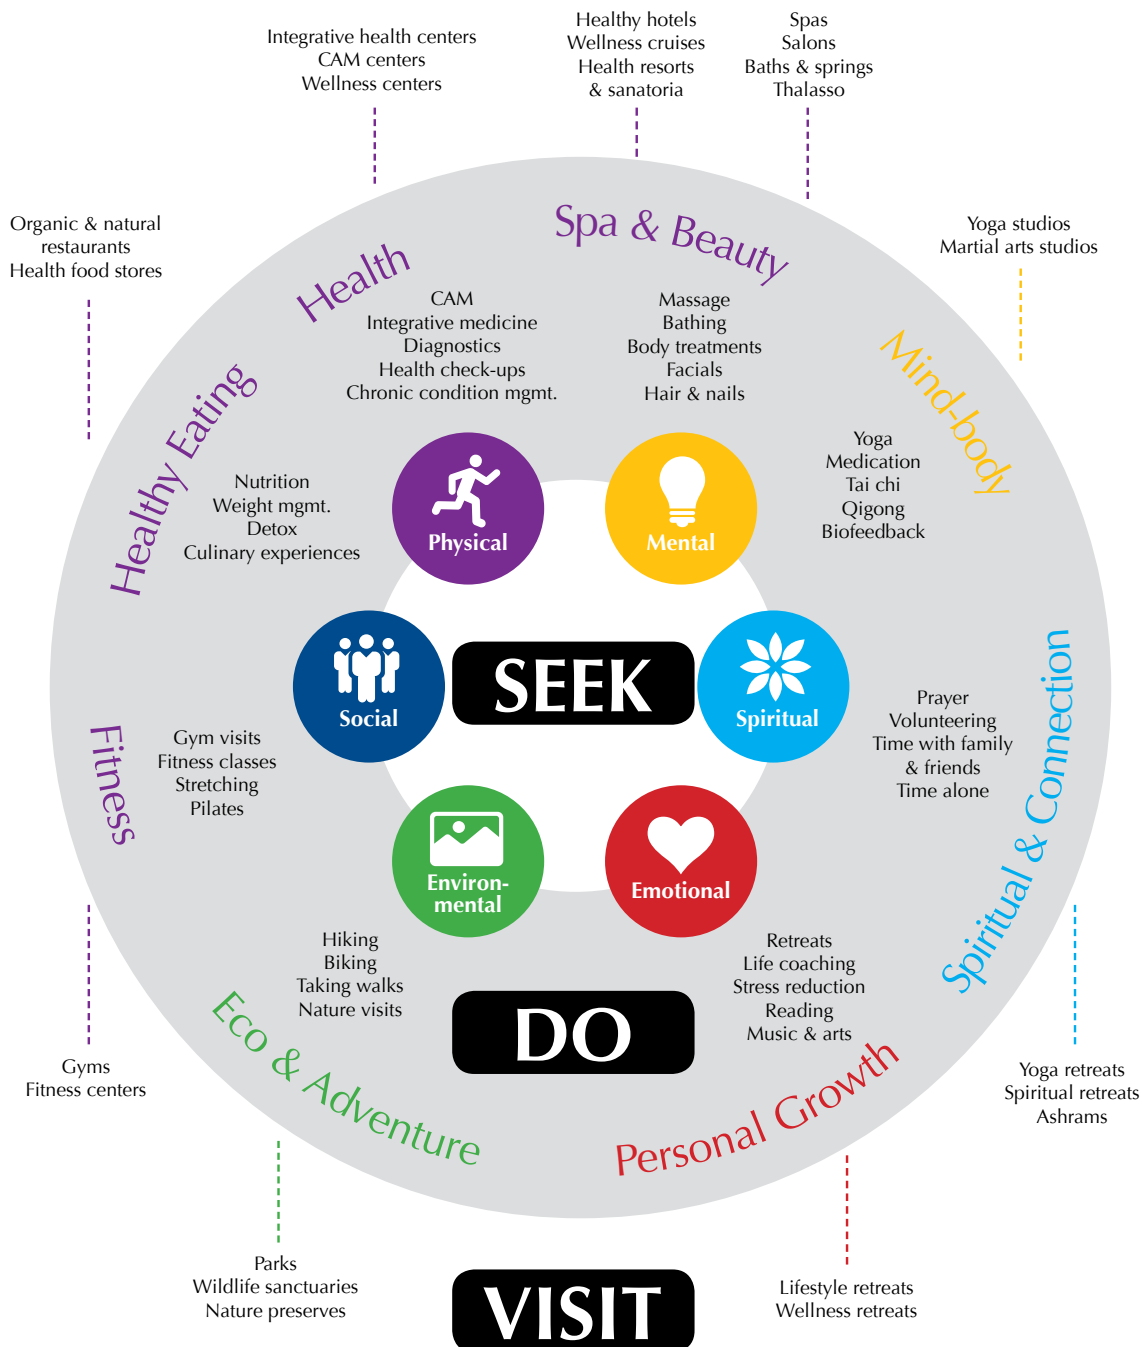 Integrative health centers
CAM centers
Wellness centers
Healthy hotels
Wellness cruises
Health resorts
& sanatoria
Spas
Salons
Baths & springs
Thalasso
Organic & natural
restaurants
Health food stores
Yoga studios
Martial arts studios
Health
Spa & Beauty
CAM
Integrative medicine
Diagnostics
Health check-ups
Chronic condition mgmt.
Massage
Bathing
Body treatments
Facials
Hair & nails
Healthy Eating
Mind-body
Nutrition
Weight mgmt.
Detox
Culinary experiences
Yoga
Medication
Tai chi
Qigong
Biofeedback
Physical
Mental
Social
SEEK
Spiritual
Fitness
Gym visits
Fitness classes
Stretching
Pilates
Prayer
Volunteering
Time with family
& friends
Time alone
Spiritual & Connection
Environ-
mental
Emotional
Hiking
Biking
Taking walks
Nature visits
DO
Retreats
Life coaching
Stress reduction
Reading
Music & arts
Eco & Adventure
Personal Growth
Gyms
Fitness centers
Yoga retreats
Spiritual retreats
Ashrams
Parks
Wildlife sanctuaries
Nature preserves
VISIT
Lifestyle retreats
Wellness retreats